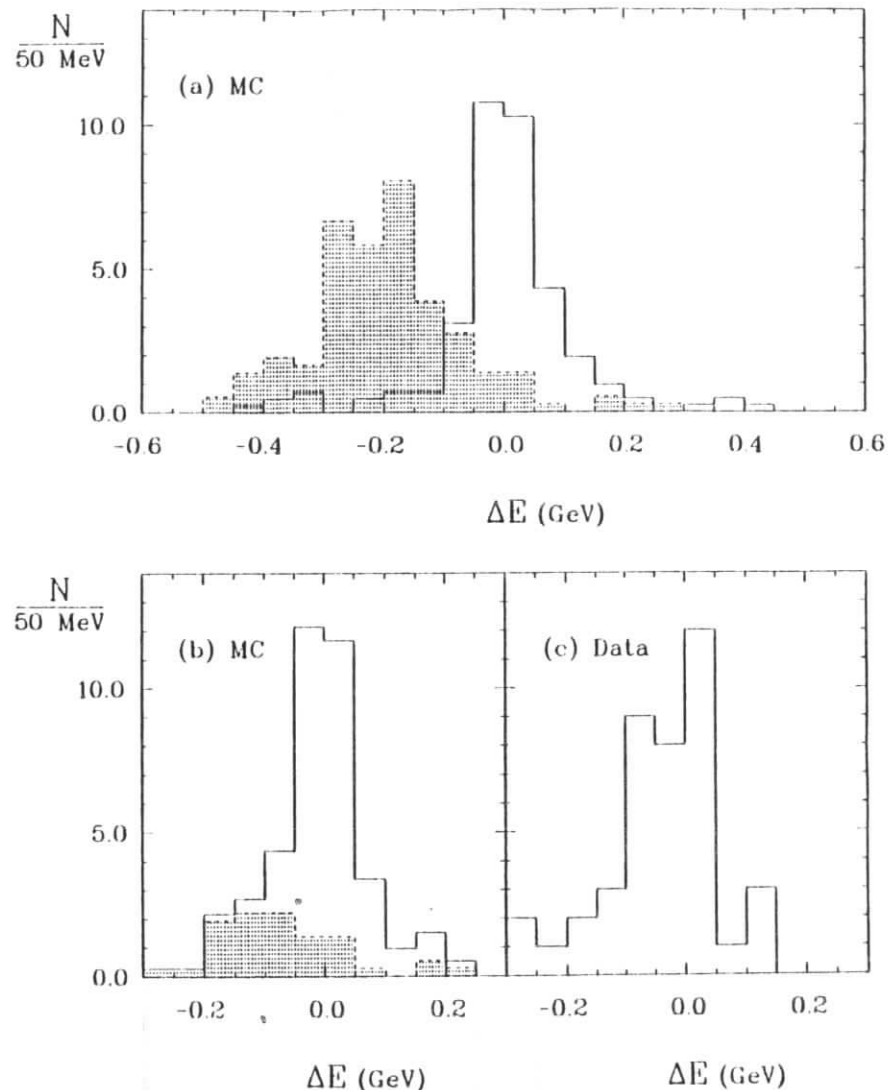 N
50 MeV
(a) MC
10.0
5.0
0.0
-0.6 -0.4 -0.2 0.0 0.2 0.4 0.6
ΔE (GeV)
N
50 MeV
(b) MC
(c) Data
10.0
5.0
0.0
-0.2 0.0 0.2 -0.2 0.0 0.2
ΔE (GeV) ΔE (GeV)